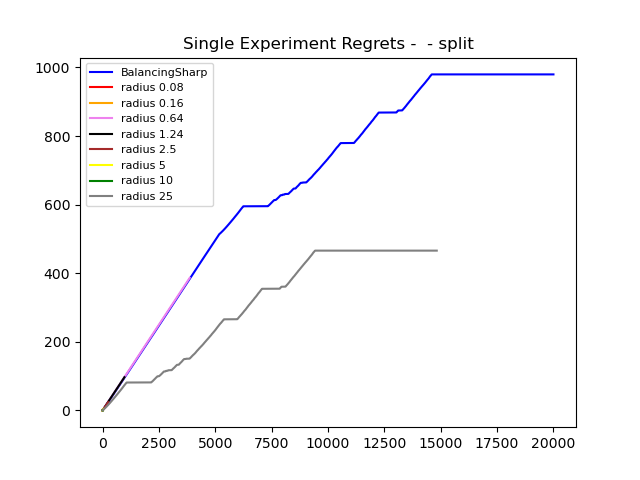 Single Experiment Regrets -  - split
1000
800
600
400
200
0
BalancingSharp
radius 0.08
radius 0.16
radius 0.64
radius 1.24
radius 2.5
radius 5
radius 10
radius 25
0 2500 5000 7500 10000 12500 15000 17500 20000